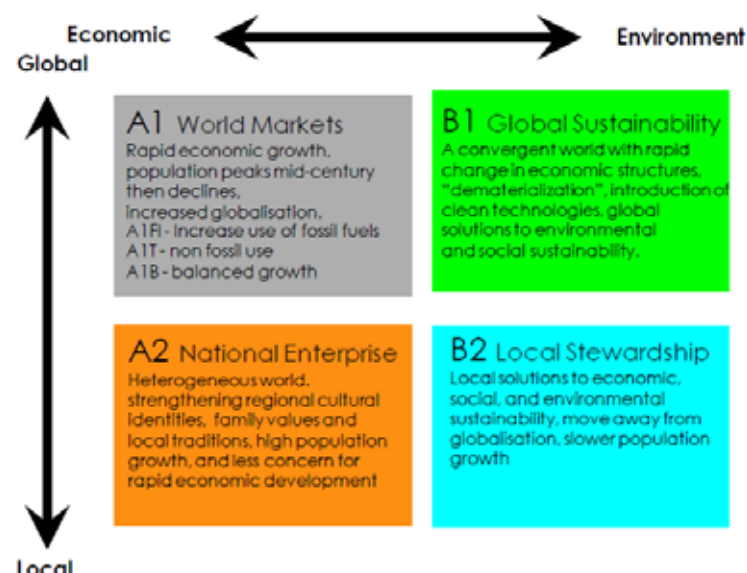 Economic
Environment
Global
A1 World Markets
Rapid economic growth,
population peaks mid-century
then declines,
increased globalisation.
A1FI - Increase use of fossil fuels
A1T - non fossil use
A1B - balanced growth
B1 Global Sustainability
A convergent world with rapid
change in economic structures,
"dematerialization", introduction of
clean technologies, global
solutions to environmental
and social sustainability.
A2 National Enterprise
Heterogeneous world,
strengthening regional cultural
identities, family values and
local traditions, high population
growth, and less concern for
rapid economic development
B2 Local Stewardship
Local solutions to economic,
social, and environmental
sustainability, move away from
globalisation, slower population
growth
Local